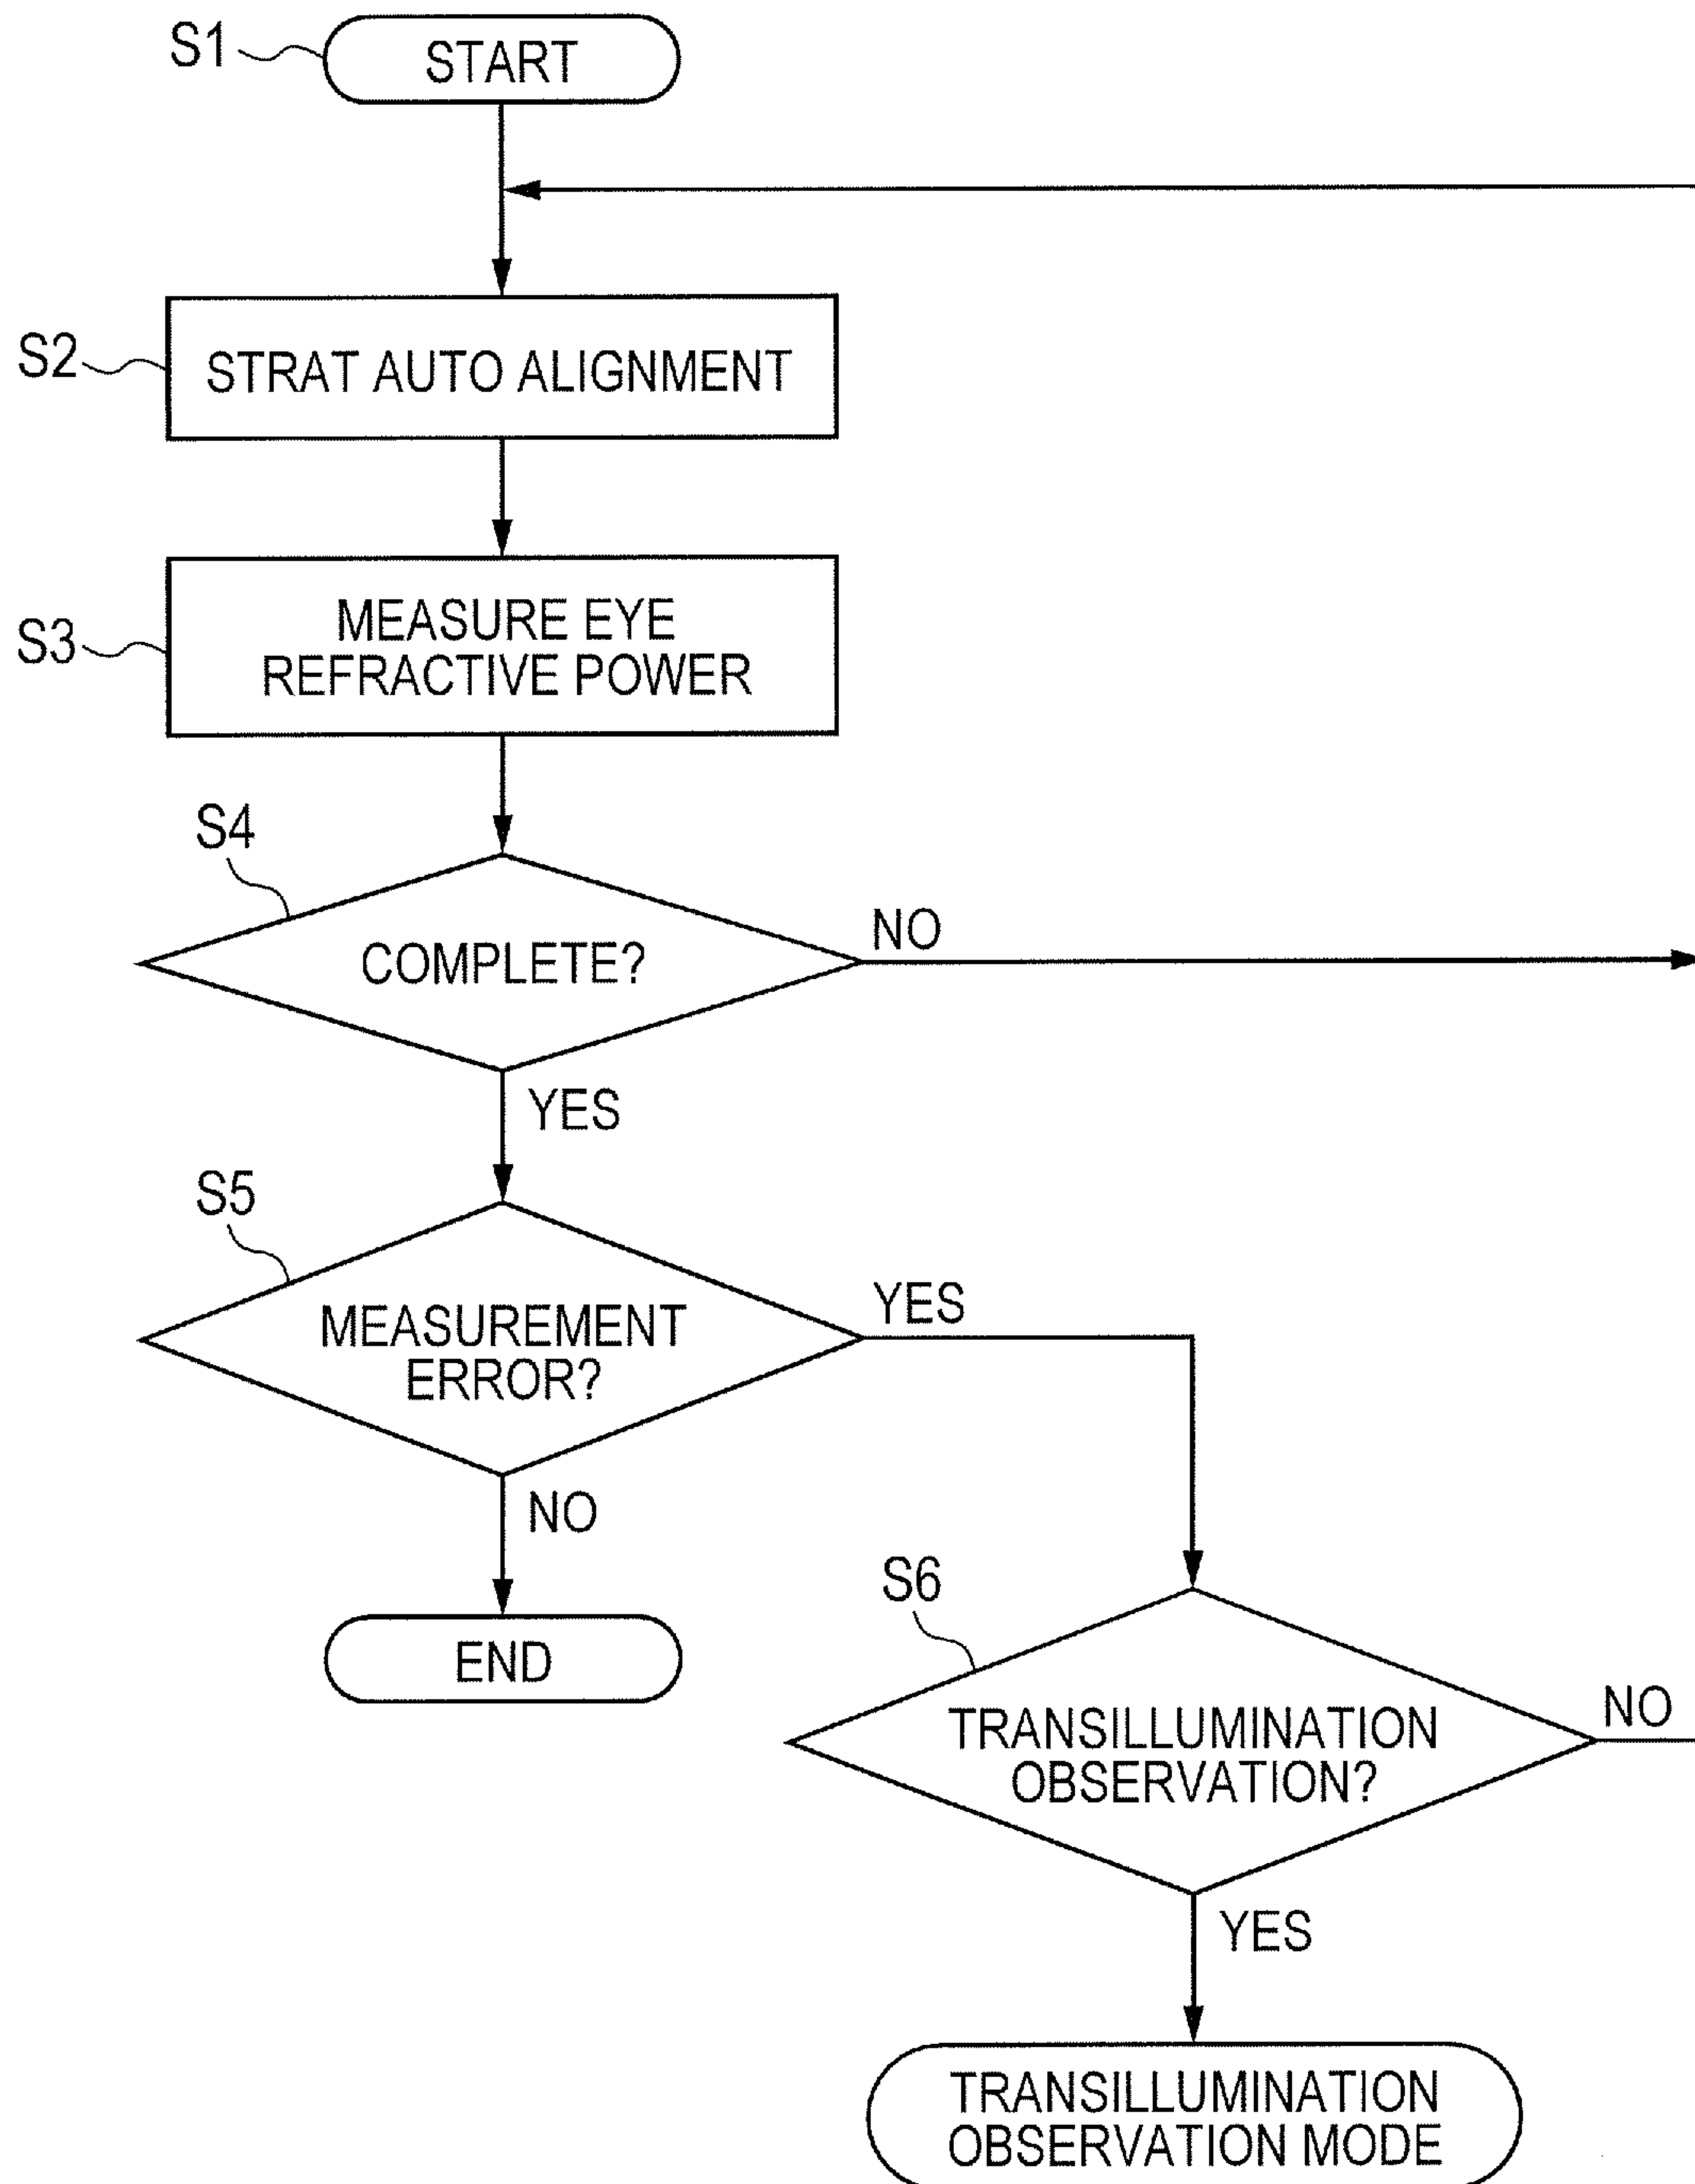 S1
START
S2
STRAT AUTO ALIGNMENT
S3
MEASURE EYE
REFRACTIVE POWER
S4
COMPLETE?
NO
YES
S5
MEASUREMENT
ERROR?
YES
NO
END
S6
TRANSILLUMINATION
OBSERVATION?
NO
YES
TRANSILLUMINATION
OBSERVATION MODE